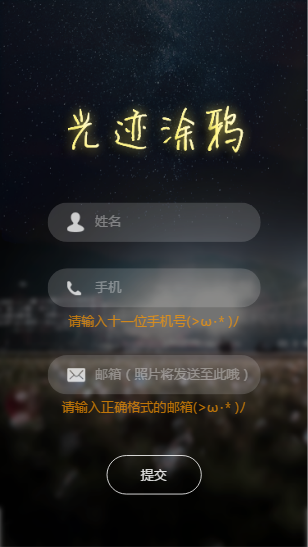 光迹涂鸦
姓名
手机
请输入十一位手机号(>ω·* )ﾉ
邮箱（照片将发送至此哦）
请输入正确格式的邮箱(>ω·* )ﾉ
提交